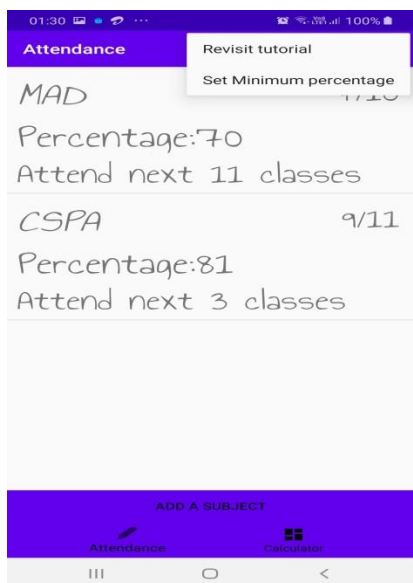 01:30 100%
Attendance
Revisit tutorial
Set Minimum percentage
MAD
Percentage:70
Attend next 11 classes
CSPA 9/11
Percentage:81
Attend next 3 classes
ADD A SUBJECT
Attendance Calculator